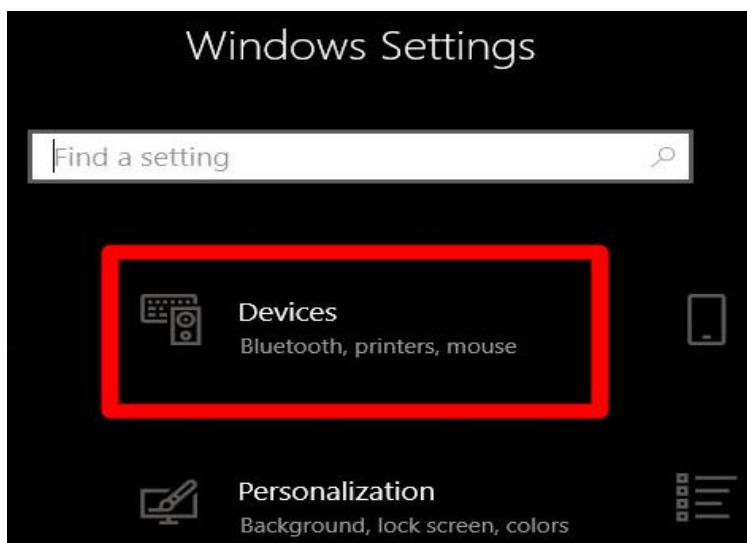 Windows Settings
Find a setting
Devices
Bluetooth, printers, mouse
Personalization
Background, lock screen, colors